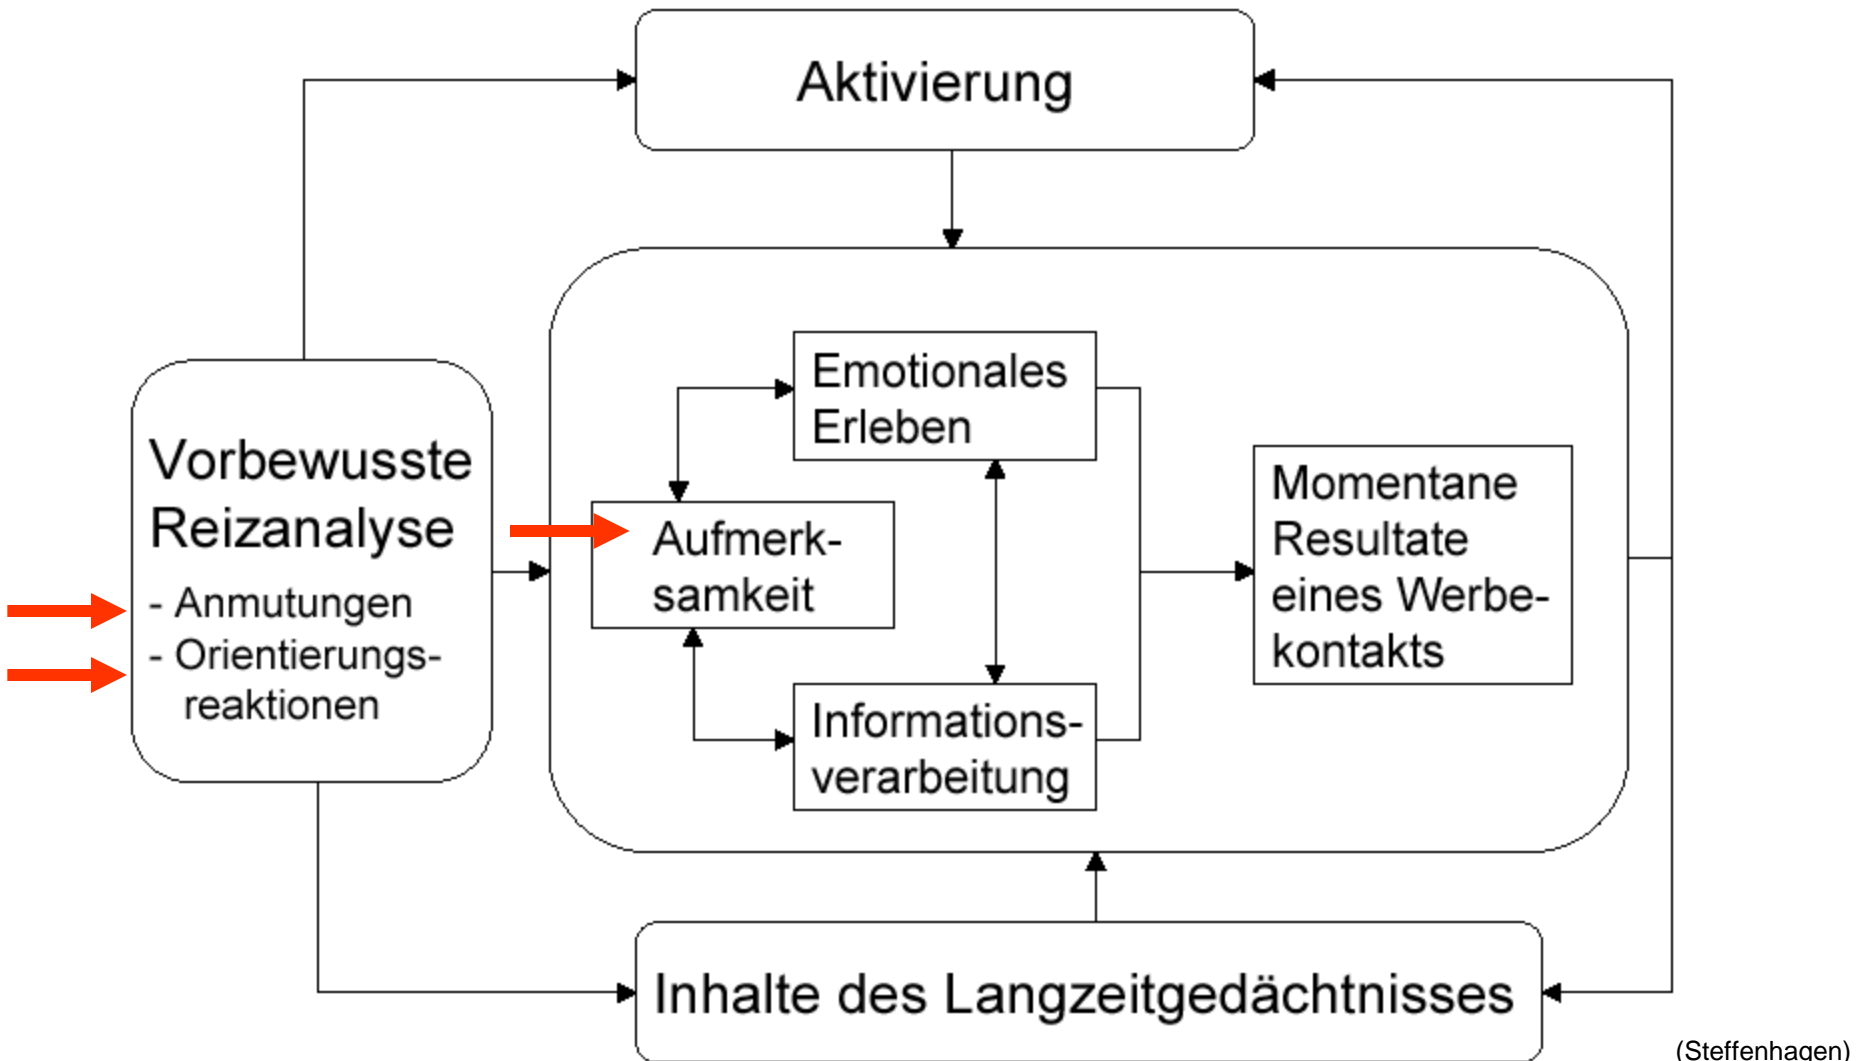 Aktivierung
Emotionales
Erleben
Vorbewusste
Reizanalyse
- Anmutungen
- Orientierungs-
reaktionen
Aufmerk-
samkeit
Informations-
verarbeitung
Momentane
Resultate
eines Werbe-
kontakts
Inhalte des Langzeitgedächtnisses
(Steffenhagen)